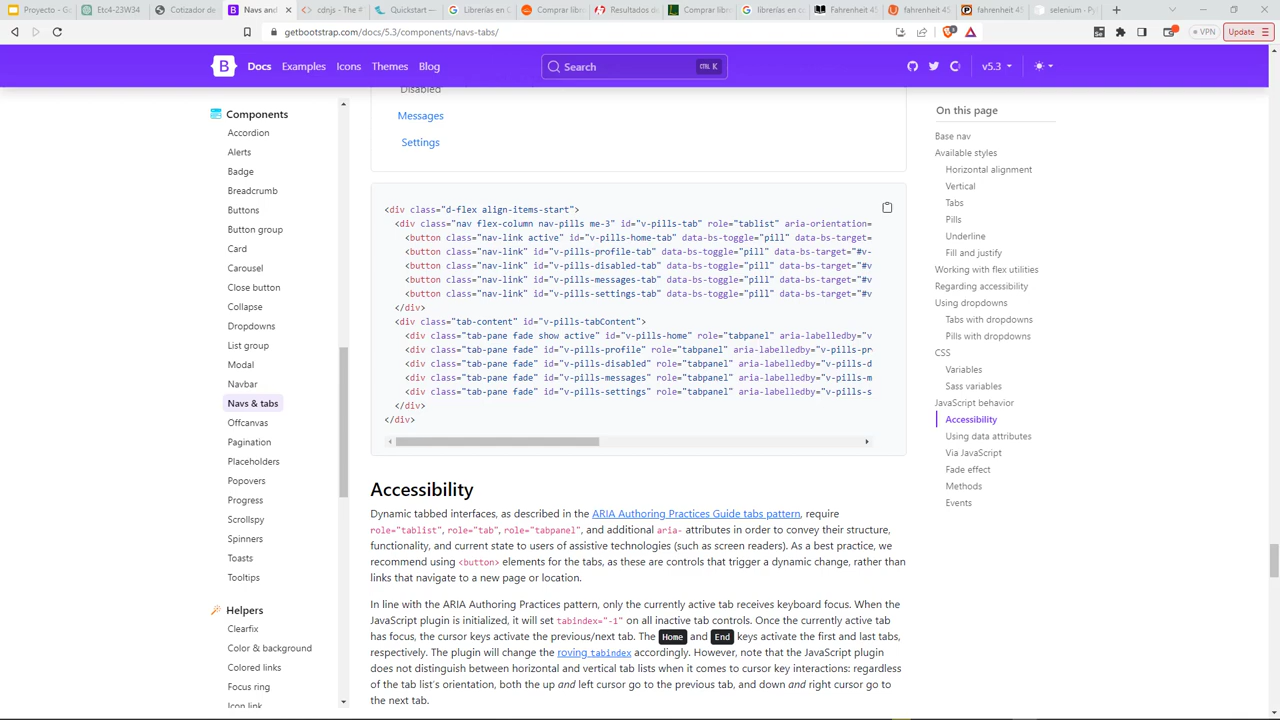 Proyecto - Go
Etc4-23W34
Cotizador de
Navs and
cdnjs - The #
Quickstart —
Librerías en C
Comprar libr
Resultados de
Comprar libr
librerías en c
Fahrenheit 45
fahrenheit 45
fahrenheit 45
selenium - Py
getbootstrap.com/docs/5.3/components/navs-tabs/
VPN
Update
B Docs Examples Icons Themes Blog
Search CTRL K
v5.3
Components
Accordion
Alerts
Badge
Breadcrumb
Buttons
Button group
Card
Carousel
Close button
Collapse
Dropdowns
List group
Modal
Navbar
Navs & tabs
Offcanvas
Pagination
Placeholders
Popovers
Progress
Scrollspy
Spinners
Toasts
Tooltips
Helpers
Clearfix
Color & background
Colored links
Focus ring
Icon link
Disabled
Messages
Settings
<div class="d-flex align-items-start">
<div class="nav flex-column nav-pills me-3" id="v-pills-tab" role="tablist" aria-orientation=
<button class="nav-link active" id="v-pills-home-tab" data-bs-toggle="pill" data-bs-target=
<button class="nav-link" id="v-pills-profile-tab" data-bs-toggle="pill" data-bs-target="#v-
<button class="nav-link" id="v-pills-disabled-tab" data-bs-toggle="pill" data-bs-target="#v
<button class="nav-link" id="v-pills-messages-tab" data-bs-toggle="pill" data-bs-target="#v
<button class="nav-link" id="v-pills-settings-tab" data-bs-toggle="pill" data-bs-target="#v
</div>
<div class="tab-content" id="v-pills-tabContent">
<div class="tab-pane fade show active" id="v-pills-home" role="tabpanel" aria-labelledby="v
<div class="tab-pane fade" id="v-pills-profile" role="tabpanel" aria-labelledby="v-pills-pr
<div class="tab-pane fade" id="v-pills-disabled" role="tabpanel" aria-labelledby="v-pills-d
<div class="tab-pane fade" id="v-pills-messages" role="tabpanel" aria-labelledby="v-pills-m
<div class="tab-pane fade" id="v-pills-settings" role="tabpanel" aria-labelledby="v-pills-s
</div>
</div>
Accessibility
Dynamic tabbed interfaces, as described in the ARIA Authoring Practices Guide tabs pattern, require
role="tablist", role="tab", role="tabpanel", and additional aria- attributes in order to convey their structure,
functionality, and current state to users of assistive technologies (such as screen readers). As a best practice, we
recommend using <button> elements for the tabs, as these are controls that trigger a dynamic change, rather than
links that navigate to a new page or location.
In line with the ARIA Authoring Practices pattern, only the currently active tab receives keyboard focus. When the
JavaScript plugin is initialized, it will set tabindex="-1" on all inactive tab controls. Once the currently active tab
has focus, the cursor keys activate the previous/next tab. The Home and End keys activate the first and last tabs,
respectively. The plugin will change the roving tabindex accordingly. However, note that the JavaScript plugin
does not distinguish between horizontal and vertical tab lists when it comes to cursor key interactions: regardless
of the tab list's orientation, both the up and left cursor go to the previous tab, and down and right cursor go to
the next tab.
On this page
Base nav
Available styles
Horizontal alignment
Vertical
Tabs
Pills
Underline
Fill and justify
Working with flex utilities
Regarding accessibility
Using dropdowns
Tabs with dropdowns
Pills with dropdowns
CSS
Variables
Sass variables
JavaScript behavior
Accessibility
Using data attributes
Via JavaScript
Fade effect
Methods
Events